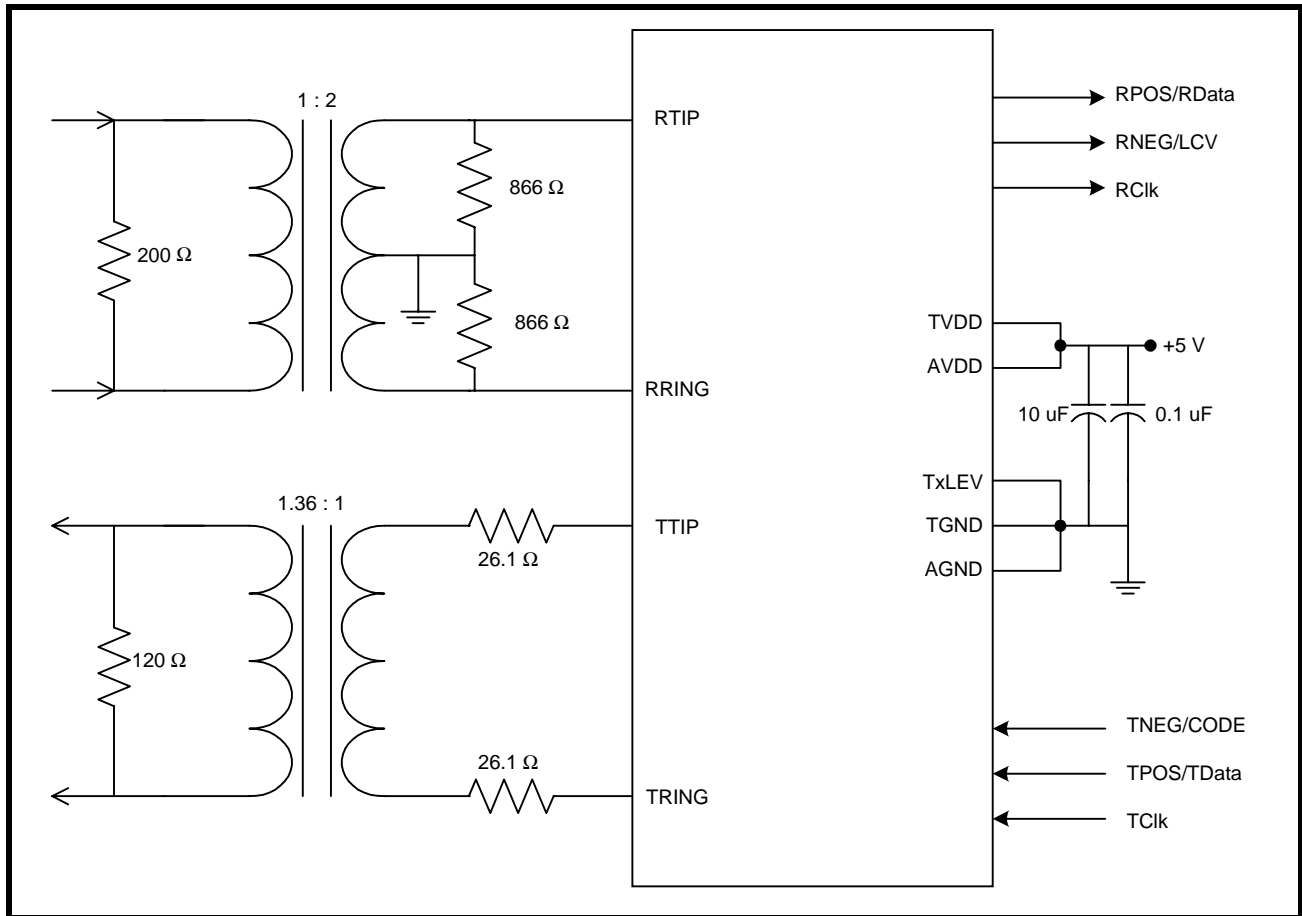 1 : 2
RTIP
866 Ω
200 Ω
866 Ω
RRING
1.36 : 1
TTIP
26.1 Ω
120 Ω
26.1 Ω
TRING
RPOS/RData
RNEG/LCV
RClk
TVDD
+5 V
AVDD
10 uF
0.1 uF
TxLEV
TGND
AGND
TNEG/CODE
TPOS/TData
TClk